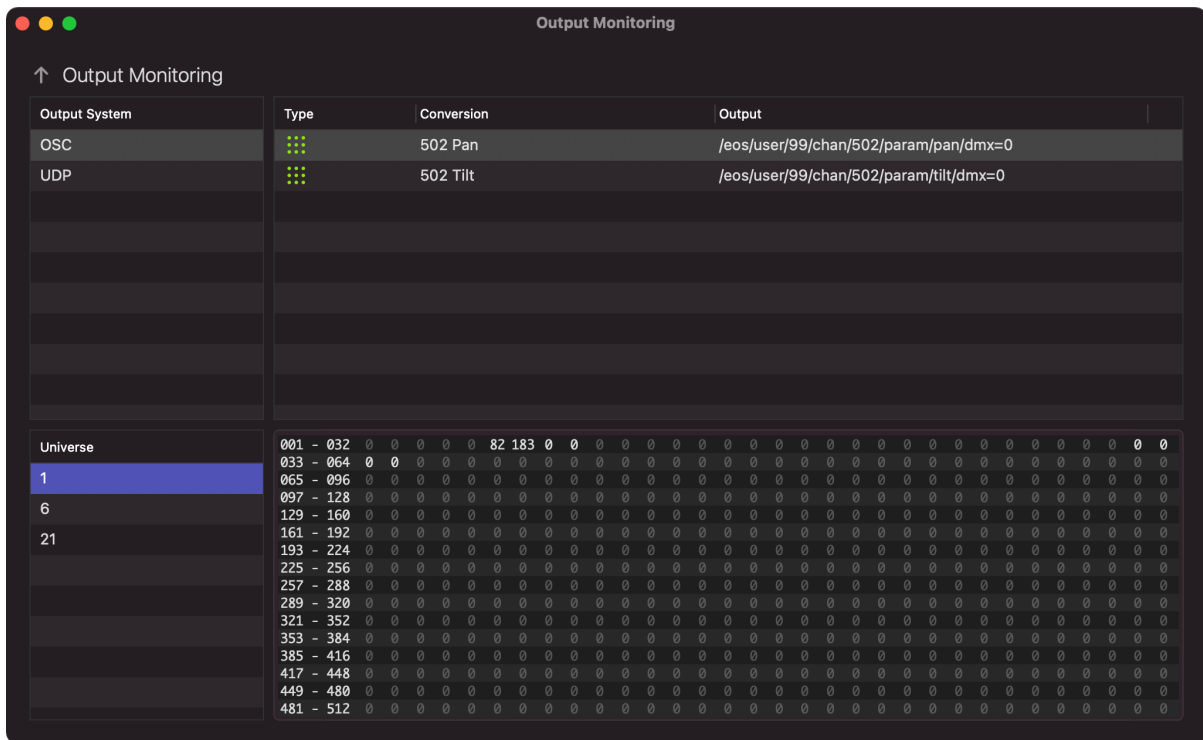 Output Monitoring
↑ Output Monitoring
Output System
OSC
UDP
Type Conversion Output
502 Pan /eos/user/99/chan/502/param/pan/dmx=0
502 Tilt /eos/user/99/chan/502/param/tilt/dmx=0
Universe
1
6
21
001 - 032 0 0 0 0 0 82 183 0 0 0 0 0 0 0 0 0 0 0 0 0 0 0 0 0 0 0 0 0 0 0 0 0
033 - 064 0 0 0 0 0 0 0 0 0 0 0 0 0 0 0 0 0 0 0 0 0 0 0 0 0 0 0 0 0 0 0 0
065 - 096 0 0 0 0 0 0 0 0 0 0 0 0 0 0 0 0 0 0 0 0 0 0 0 0 0 0 0 0 0 0 0 0
097 - 128 0 0 0 0 0 0 0 0 0 0 0 0 0 0 0 0 0 0 0 0 0 0 0 0 0 0 0 0 0 0 0 0
129 - 160 0 0 0 0 0 0 0 0 0 0 0 0 0 0 0 0 0 0 0 0 0 0 0 0 0 0 0 0 0 0 0 0
161 - 192 0 0 0 0 0 0 0 0 0 0 0 0 0 0 0 0 0 0 0 0 0 0 0 0 0 0 0 0 0 0 0 0
193 - 224 0 0 0 0 0 0 0 0 0 0 0 0 0 0 0 0 0 0 0 0 0 0 0 0 0 0 0 0 0 0 0 0
225 - 256 0 0 0 0 0 0 0 0 0 0 0 0 0 0 0 0 0 0 0 0 0 0 0 0 0 0 0 0 0 0 0 0
257 - 288 0 0 0 0 0 0 0 0 0 0 0 0 0 0 0 0 0 0 0 0 0 0 0 0 0 0 0 0 0 0 0 0
289 - 320 0 0 0 0 0 0 0 0 0 0 0 0 0 0 0 0 0 0 0 0 0 0 0 0 0 0 0 0 0 0 0 0
321 - 352 0 0 0 0 0 0 0 0 0 0 0 0 0 0 0 0 0 0 0 0 0 0 0 0 0 0 0 0 0 0 0 0
353 - 384 0 0 0 0 0 0 0 0 0 0 0 0 0 0 0 0 0 0 0 0 0 0 0 0 0 0 0 0 0 0 0 0
385 - 416 0 0 0 0 0 0 0 0 0 0 0 0 0 0 0 0 0 0 0 0 0 0 0 0 0 0 0 0 0 0 0 0
417 - 448 0 0 0 0 0 0 0 0 0 0 0 0 0 0 0 0 0 0 0 0 0 0 0 0 0 0 0 0 0 0 0 0
449 - 480 0 0 0 0 0 0 0 0 0 0 0 0 0 0 0 0 0 0 0 0 0 0 0 0 0 0 0 0 0 0 0 0
481 - 512 0 0 0 0 0 0 0 0 0 0 0 0 0 0 0 0 0 0 0 0 0 0 0 0 0 0 0 0 0 0 0 0